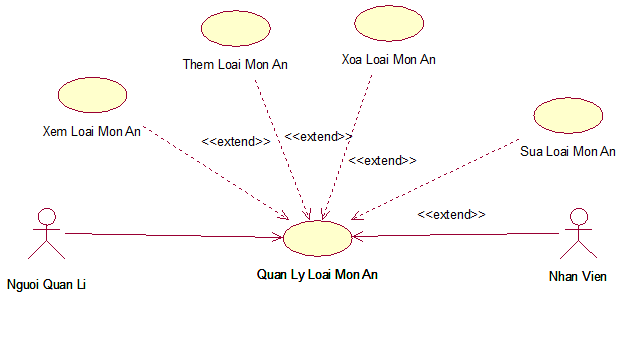 Them Loai Mon An
Xoa Loai Mon An
Xem Loai Mon An
<<extend>>
<<extend>>
<<extend>>
Sua Loai Mon An
<<extend>>
Nguoi Quan Li
Quan Ly Loai Mon An
Nhan Vien